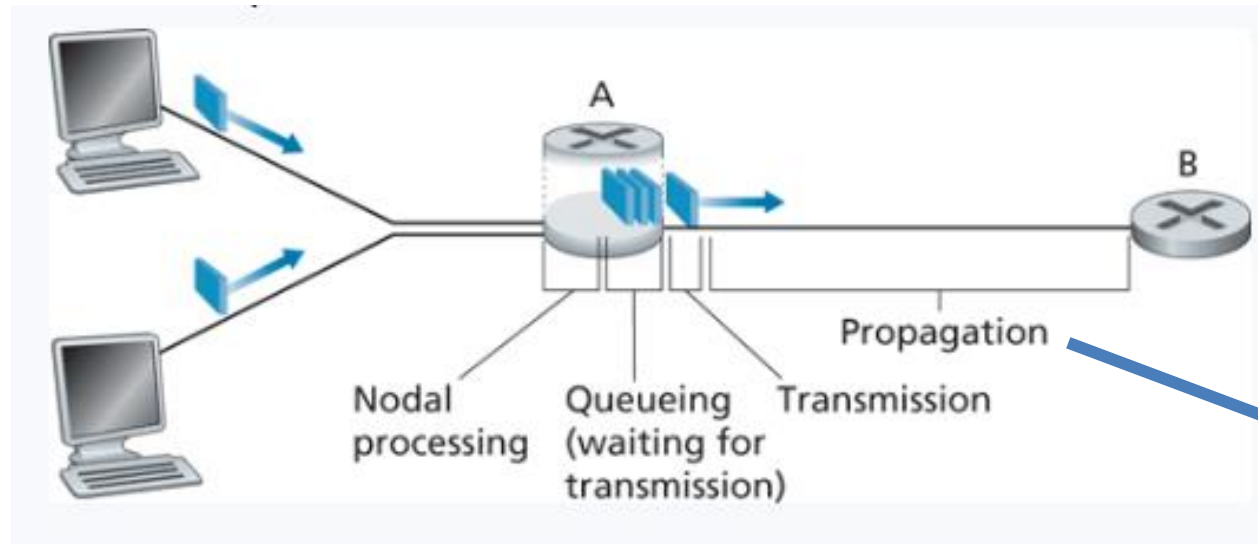 A
B
Propagation
Nodal
processing
Queueing
(waiting for
transmission)
Transmission